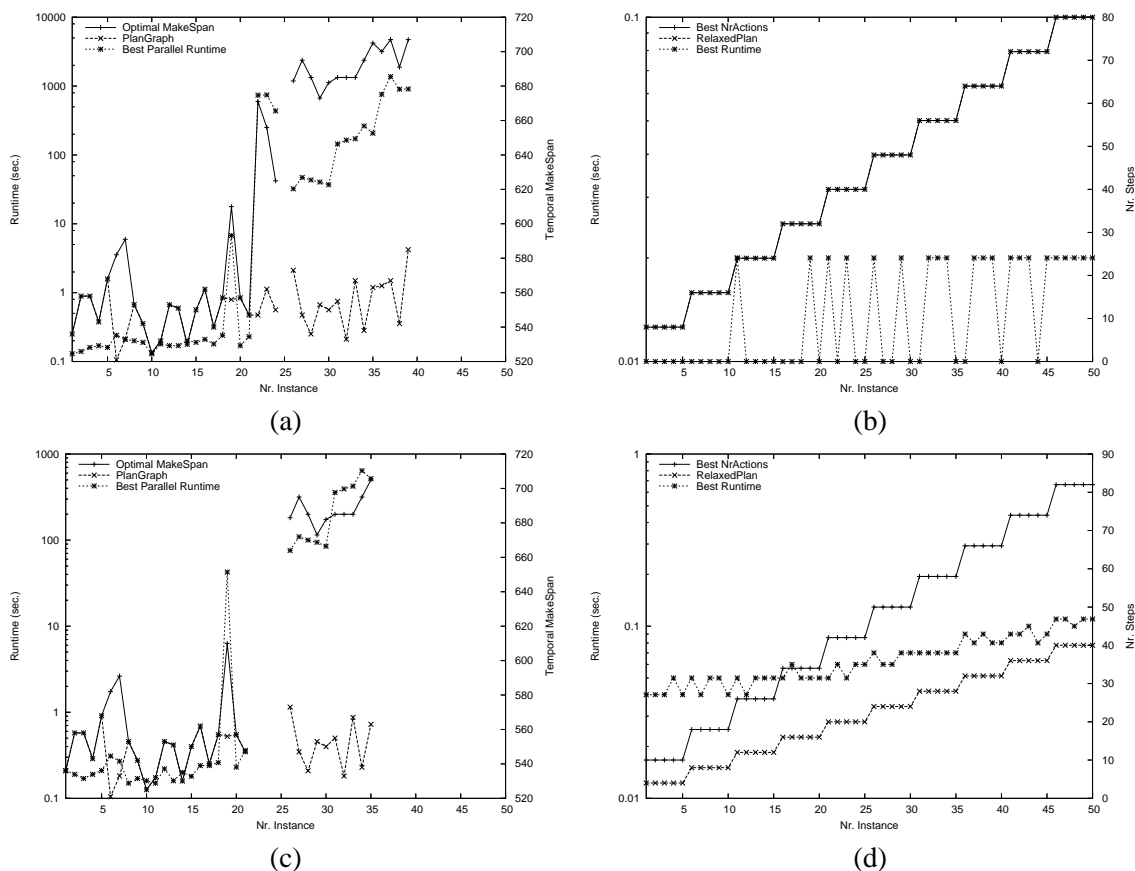 10000
1000
100
10
1
0.1
Runtime (sec.)
Optimal MakeSpan
PlanGraph
Best Parallel Runtime
720
700
680
660
640
620
600
580
560
540
520
Temporal MakeSpan
5 10 15 20 25 30 35 40 45 50
Nr. Instance
(a)
0.1
0.01
Runtime (sec.)
Best NrActions
RelaxedPlan
Best Runtime
80
70
60
50
40
30
20
10
0
Nr. Steps
5 10 15 20 25 30 35 40 45 50
Nr. Instance
(b)
1000
100
10
1
0.1
Runtime (sec.)
Optimal MakeSpan
PlanGraph
Best Parallel Runtime
720
700
680
660
640
620
600
580
560
540
520
Temporal MakeSpan
5 10 15 20 25 30 35 40 45 50
Nr. Instance
(c)
1
0.1
0.01
Runtime (sec.)
Best NrActions
RelaxedPlan
Best Runtime
90
80
70
60
50
40
30
20
10
0
Nr. Steps
5 10 15 20 25 30 35 40 45 50
Nr. Instance
(d)